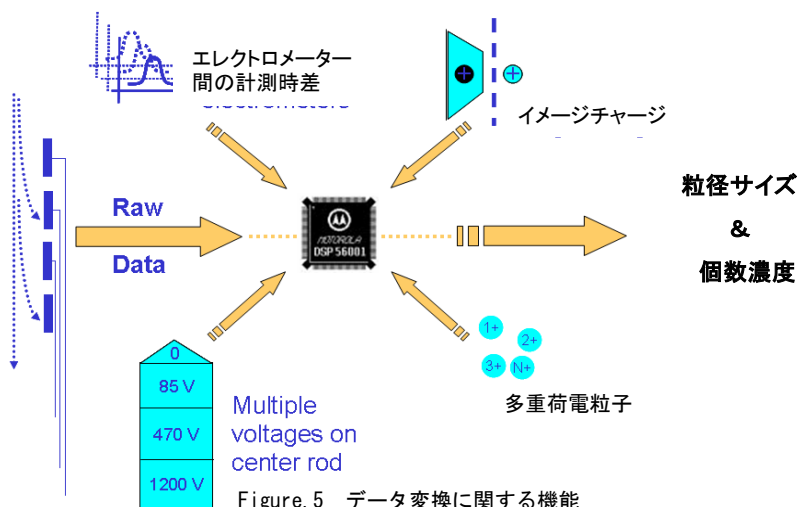 エレクトロメーター
間の計測時差
イメージチャージ
粒径サイズ
&
個数濃度
Raw
Data
MOTOROLA
DSP 56001
0
85 V
470 V
1200 V
Multiple
voltages on
center rod
1+
2+
3+
N+
多重荷電粒子
Figure.5 データ変換に関する機能